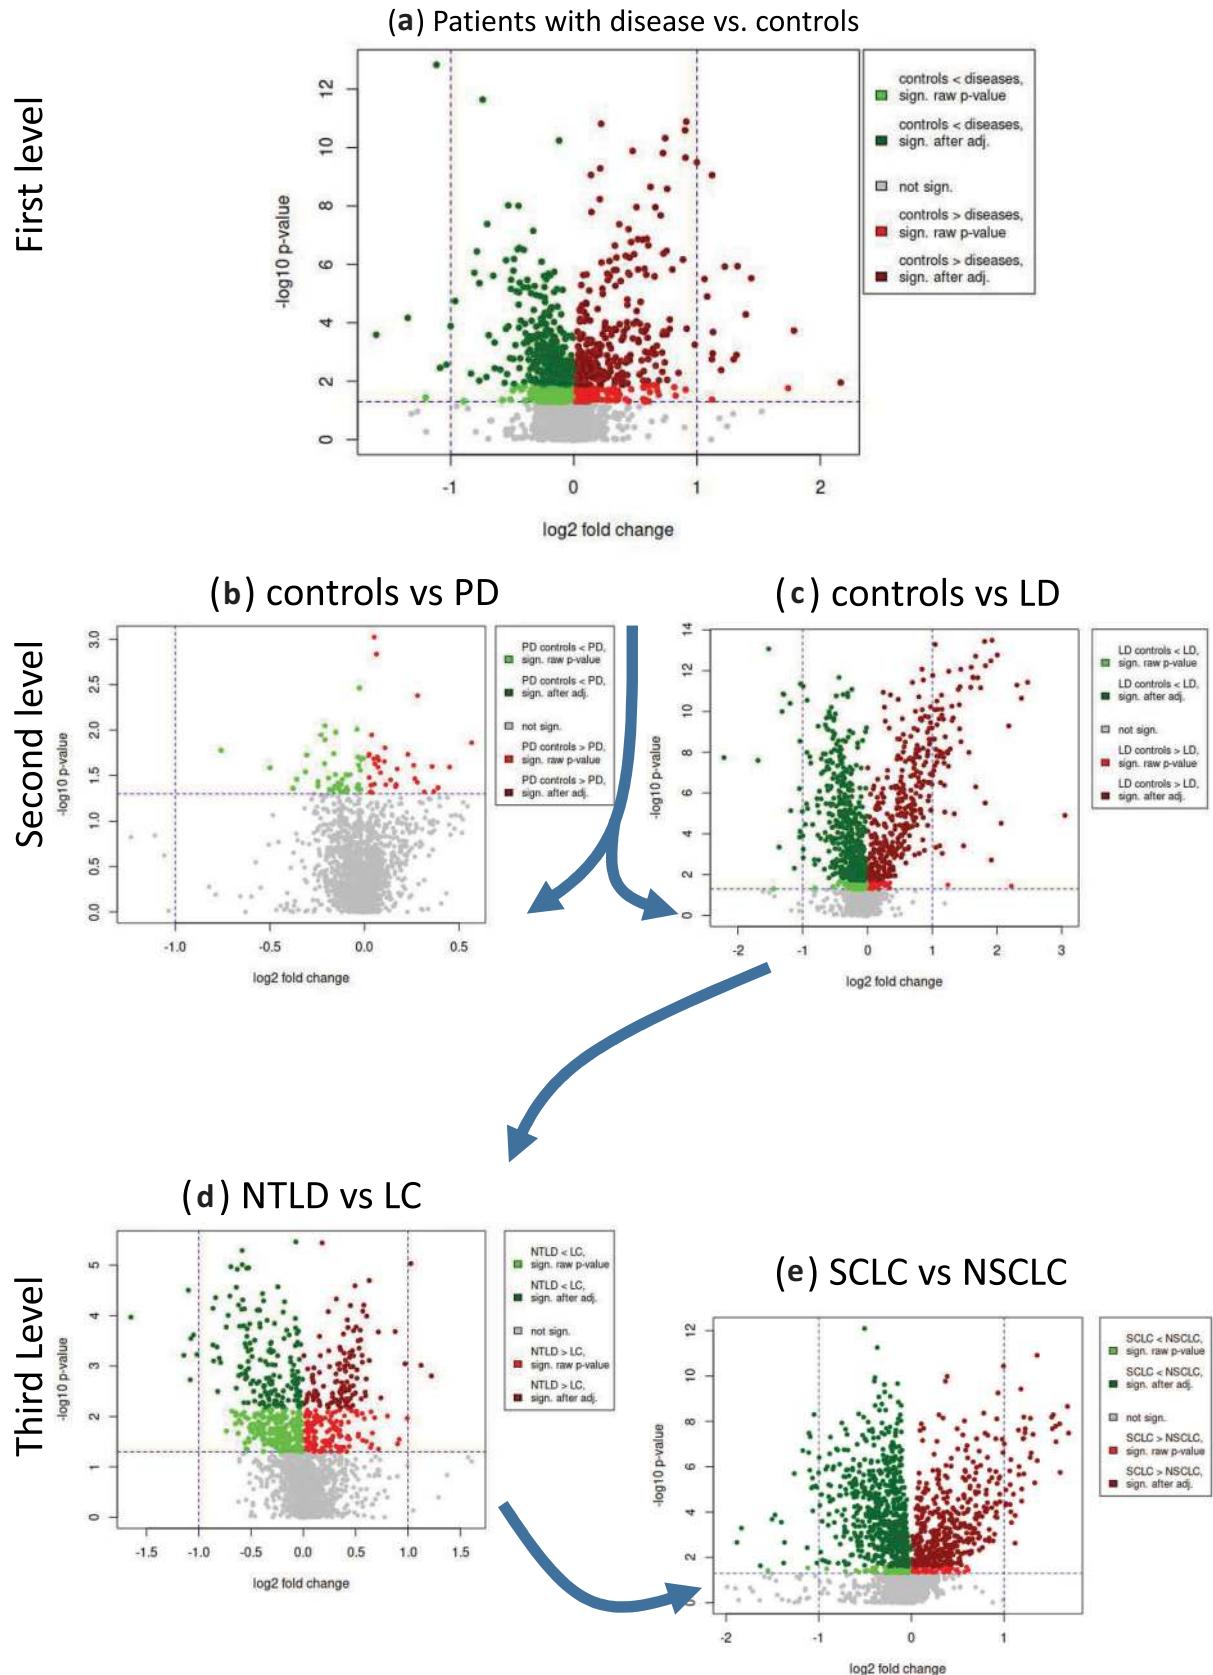 (a) Patients with disease vs. controls
First level
-log10 p-value
12
10
8
6
4
2
0
-1 0 1 2
log2 fold change
controls < diseases,
sign. raw p-value
controls < diseases,
sign. after adj.
not sign.
controls > diseases,
sign. raw p-value
controls > diseases,
sign. after adj.
Second level
(b) controls vs PD
-log10 p-value
3.0
2.5
2.0
1.5
1.0
0.5
0.0
-1.0 -0.5 0.0 0.5
log2 fold change
PD controls < PD,
sign. raw p-value
PD controls < PD,
sign. after adj.
not sign.
PD controls > PD,
sign. raw p-value
PD controls > PD,
sign. after adj.
(c) controls vs LD
-log10 p-value
14
12
10
8
6
4
2
0
-2 -1 0 1 2 3
log2 fold change
LD controls < LD,
sign. raw p-value
LD controls < LD,
sign. after adj.
not sign.
LD controls > LD,
sign. raw p-value
LD controls > LD,
sign. after adj.
Third Level
(d) NTLD vs LC
-log10 p-value
5
4
3
2
1
0
-1.5 -1.0 -0.5 0.0 0.5 1.0 1.5
log2 fold change
NTLD < LC,
sign. raw p-value
NTLD < LC,
sign. after adj.
not sign.
NTLD > LC,
sign. raw p-value
NTLD > LC,
sign. after adj.
(e) SCLC vs NSCLC
-log10 p-value
12
10
8
6
4
2
0
-2 -1 0 1
log2 fold change
SCLC < NSCLC,
sign. raw p-value
SCLC < NSCLC,
sign. after adj.
not sign.
SCLC > NSCLC,
sign. raw p-value
SCLC > NSCLC,
sign. after adj.